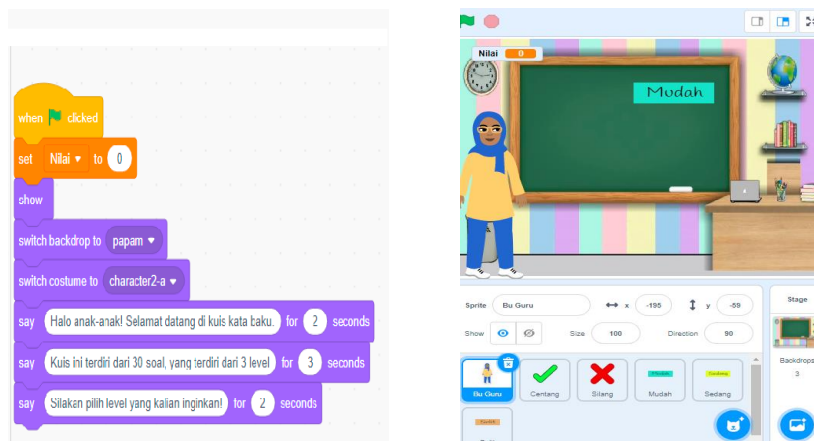 when clicked
set Nilai to 0
show
switch backdrop to papam
switch costume to character2-a
say Halo anak-anak! Selamat datang di kuis kata baku. for 2 seconds
say Kuis ini terdiri dari 30 soal, yang terdiri dari 3 level for 3 seconds
say Silakan pilih level yang kalian inginkan! for 2 seconds
Nilai 0
Mudah
Sprite Bu Guru x -195 y -59
Show Size 100 Direction 90
Stage
Backdrops
3
Bu Guru Centang Silang Mudah Sedang